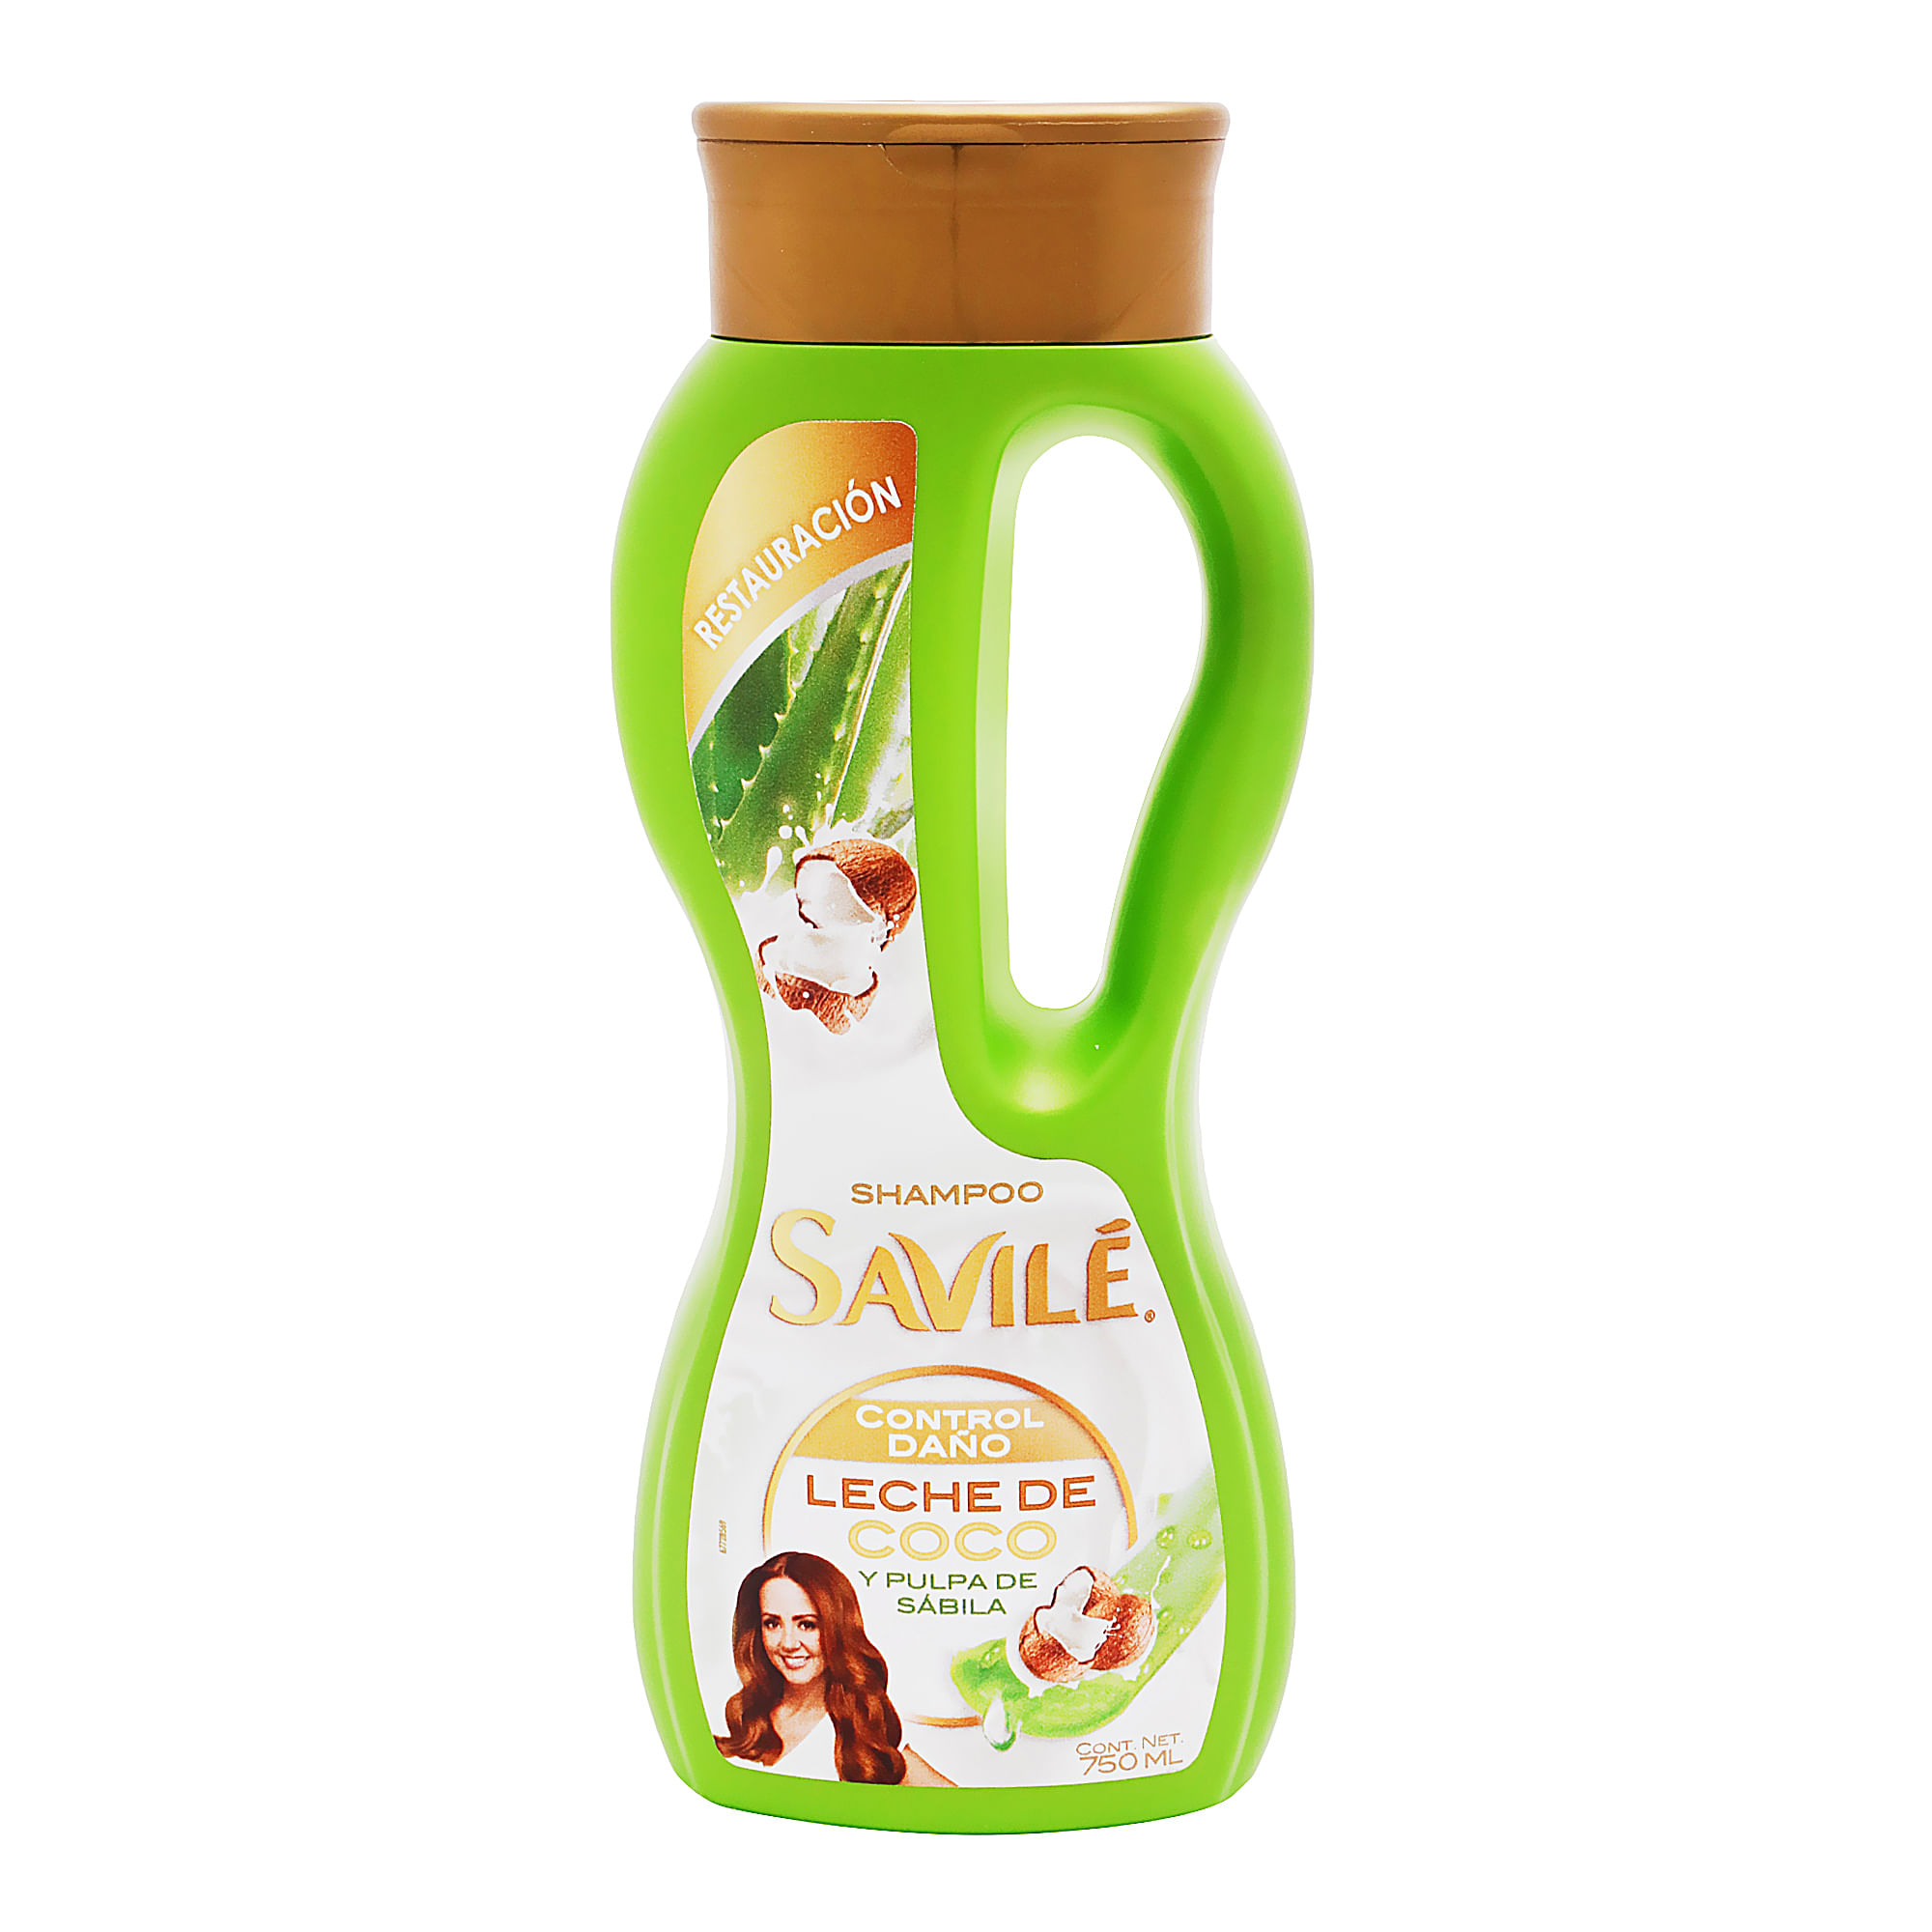 RESTAURACIÓN
SHAMPOO
SAVILÉ®
CONTROL
DAÑO
LECHE DE
COCO
Y PULPA DE
SÁBILA
CONT. NET.
750 ML